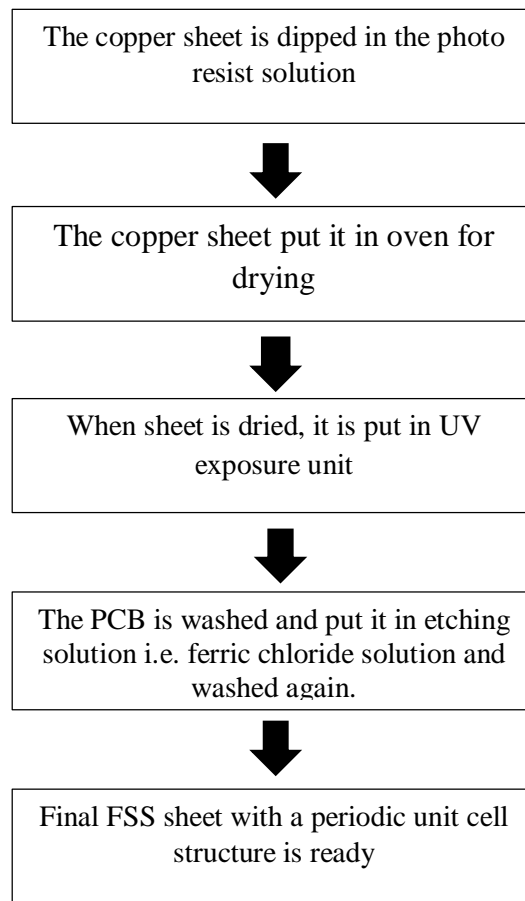 The copper sheet is dipped in the photo
resist solution
The copper sheet put it in oven for
drying
When sheet is dried, it is put in UV
exposure unit
The PCB is washed and put it in etching
solution i.e. ferric chloride solution and
washed again.
Final FSS sheet with a periodic unit cell
structure is ready